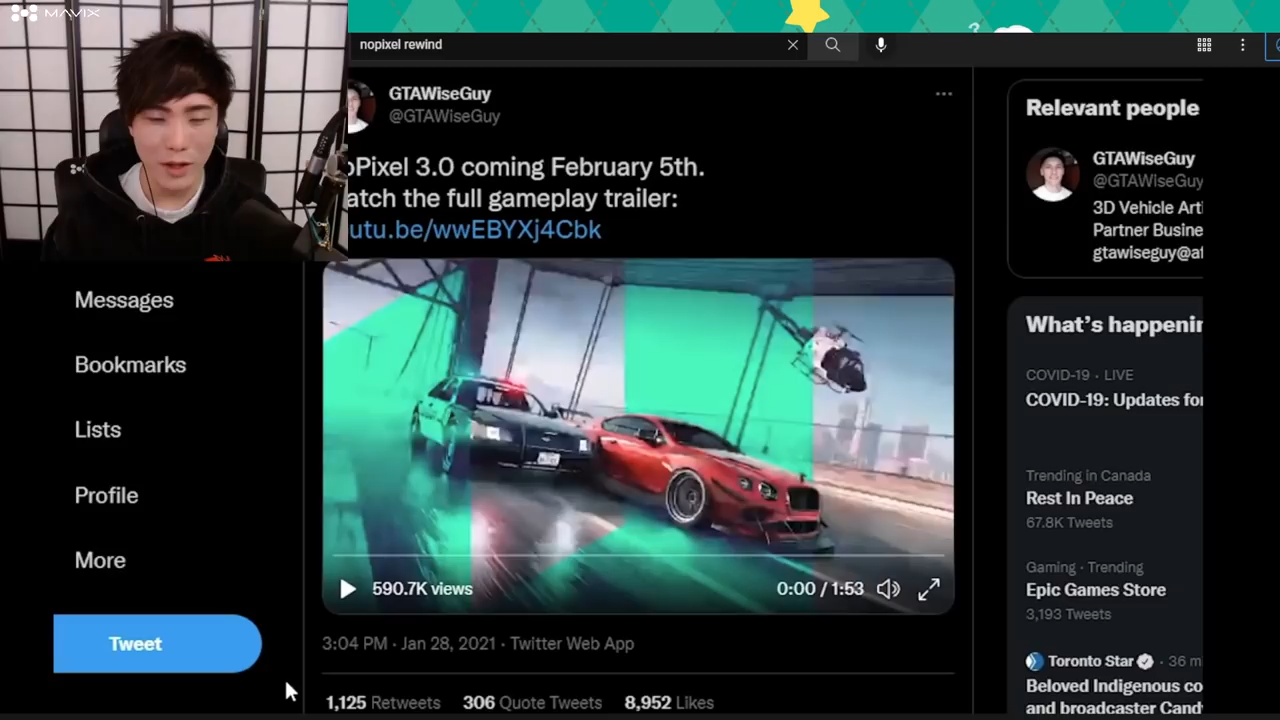 MAVIX
nopixel rewind
GTAWiseGuy
@GTAWiseGuy
oPixel 3.0 coming February 5th.
atch the full gameplay trailer:
utu.be/wwEBYXj4Cbk
590.7K views
0:00 / 1:53
3:04 PM · Jan 28, 2021 · Twitter Web App
1,125 Retweets 306 Quote Tweets 8,952 Likes
Messages
Bookmarks
Lists
Profile
More
Tweet
Relevant people
GTAWiseGuy
@GTAWiseGuy
3D Vehicle Arti
Partner Busine
gtawiseguy@af
What's happenin
COVID-19 · LIVE
COVID-19: Updates for
Trending in Canada
Rest In Peace
67.8K Tweets
Gaming · Trending
Epic Games Store
3,193 Tweets
Toronto Star · 36 m
Beloved Indigenous co
and broadcaster Cand